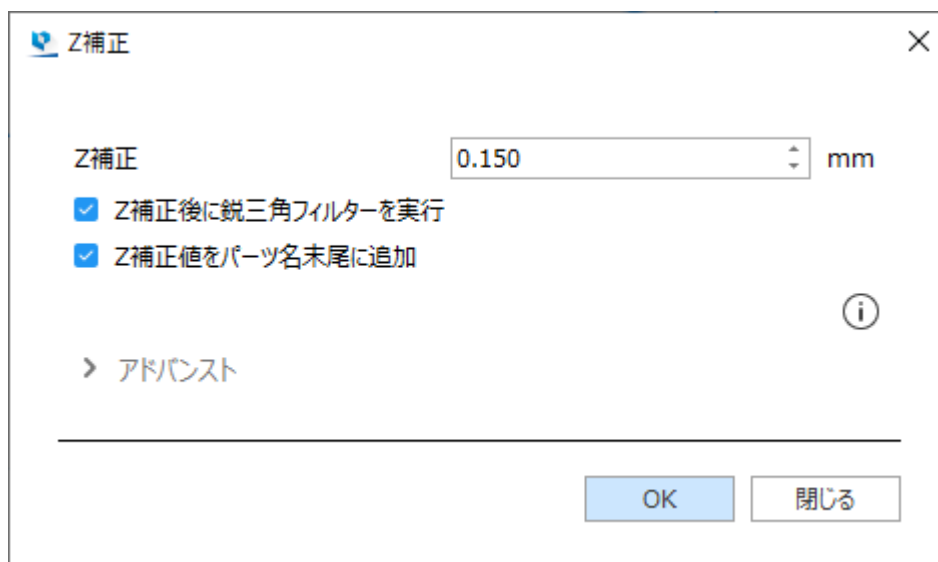 Z補正
Z補正 0.150 mm
Z補正後に鋭三角フィルターを実行
Z補正値をパーツ名末尾に追加
アドバンスト
OK 閉じる